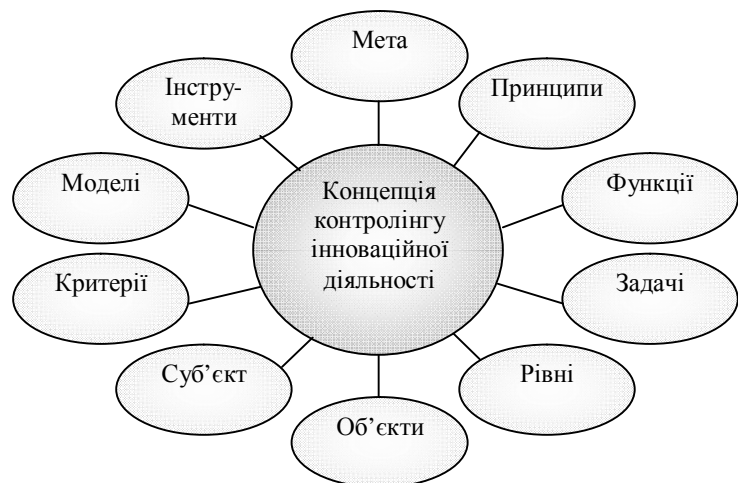 Мета
Принципи
Функції
Задачі
Рівні
Об’єкти
Суб’єкт
Критерії
Моделі
Інстру-
менти
Концепція
контролінгу
інноваційної
діяльності